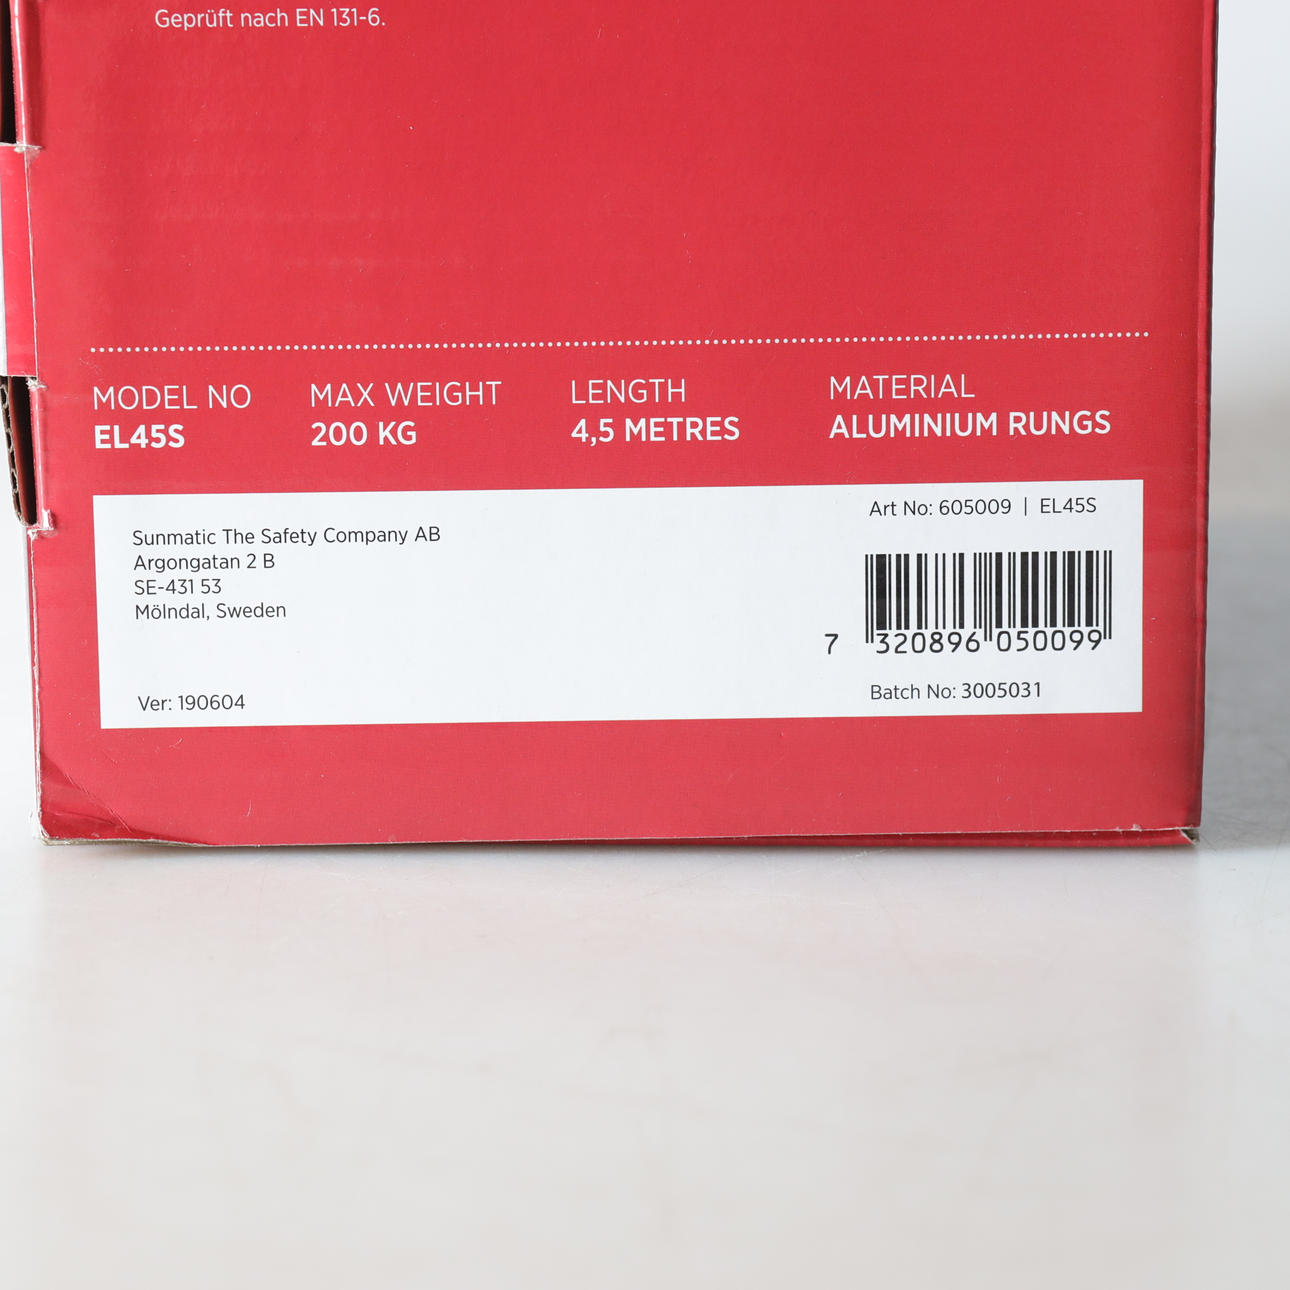 Geprüft nach EN 131-6.
MODEL NO
EL45S
MAX WEIGHT
200 KG
LENGTH
4,5 METRES
MATERIAL
ALUMINIUM RUNGS
Sunmatic The Safety Company AB
Argongatan 2 B
SE-431 53
Mölndal, Sweden
Ver: 190604
Art No: 605009 | EL45S
7 320896 050099
Batch No: 3005031